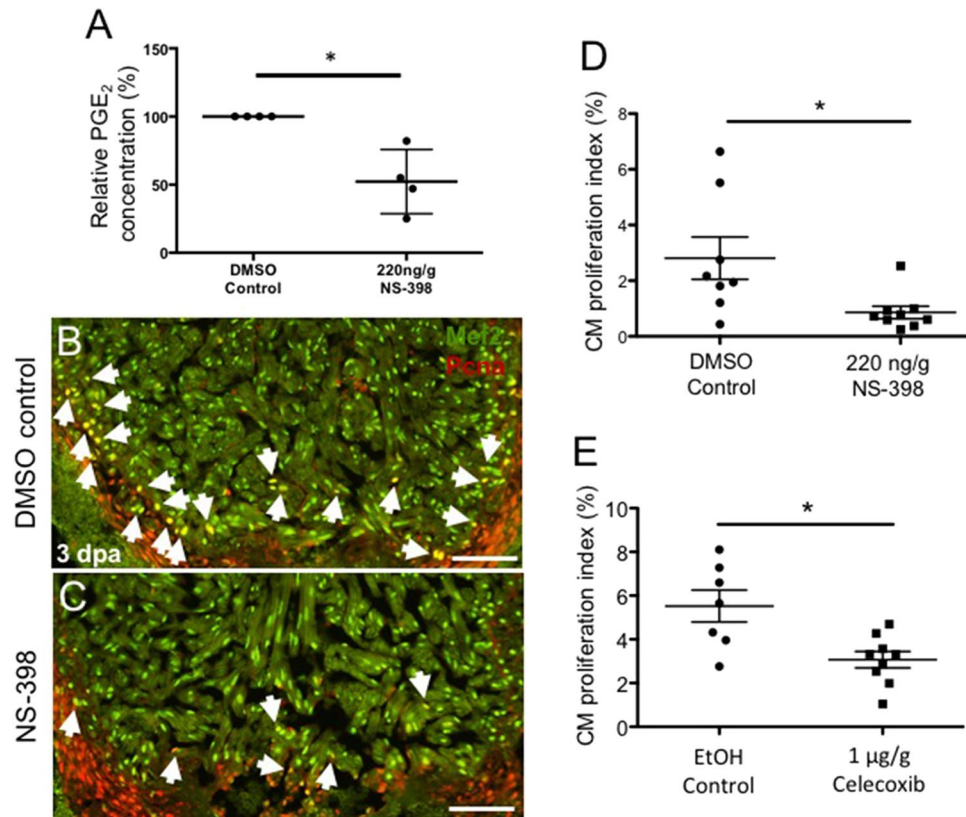 A
Relative PGE2
concentration (%)
150
100
50
0
*
DMSO
Control
220ng/g
NS-398
B
Mef2
Pcna
DMSO control
3 dpa
C
NS-398
D
CM proliferation index (%)
8
6
4
2
0
*
DMSO
Control
220 ng/g
NS-398
E
CM proliferation index (%)
10
8
6
4
2
0
*
EtOH
Control
1 µg/g
Celecoxib